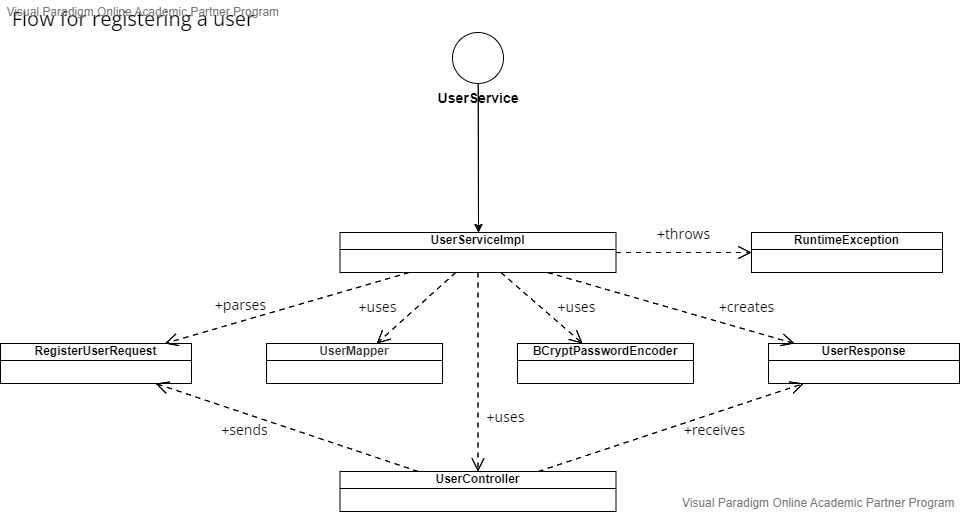 Visual Paradigm Online Academic Partner Program
Flow for registering a user
UserService
UserServiceImpl
+throws
RuntimeException
+parses
+uses
+uses
+creates
RegisterUserRequest
UserMapper
BCryptPasswordEncoder
UserResponse
+uses
+sends
+receives
UserController
Visual Paradigm Online Academic Partner Program